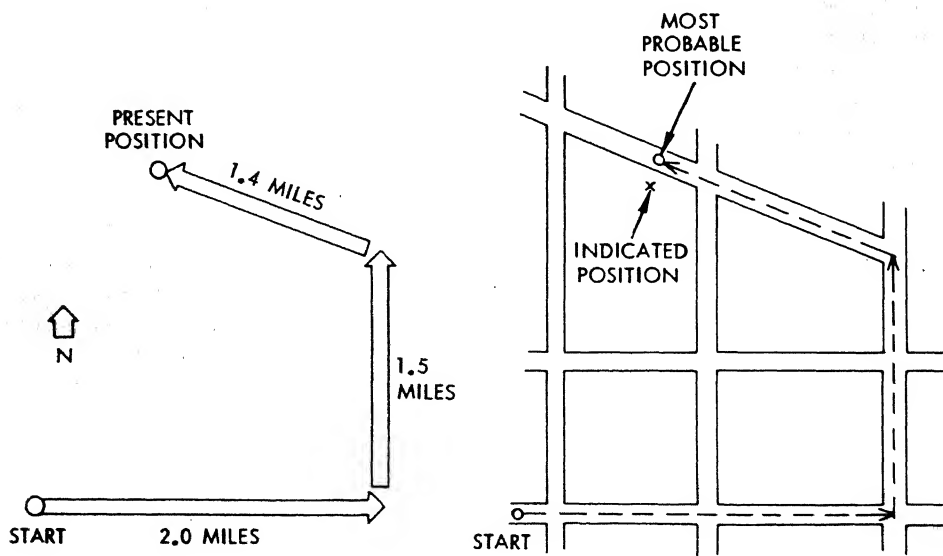 PRESENT
POSITION
1.4 MILES
N
1.5
MILES
START
2.0 MILES
MOST
PROBABLE
POSITION
INDICATED
POSITION
START